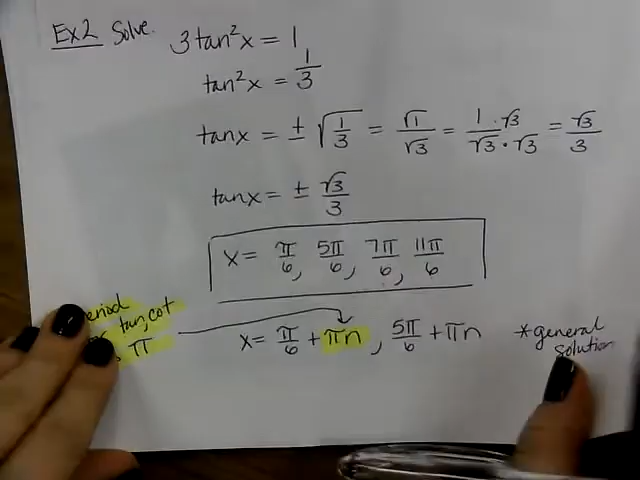 Ex2 Solve. 3tan²x = 1
tan²x = 1/3
tanx = ± √(1/3) = √1/√3 = 1·√3/√3·√3 = √3/3
tanx = ± √3/3
x = π/6, 5π/6, 7π/6, 11π/6
tan, cot
π
x = π/6 + πn, 5π/6 + πn
*general
solution